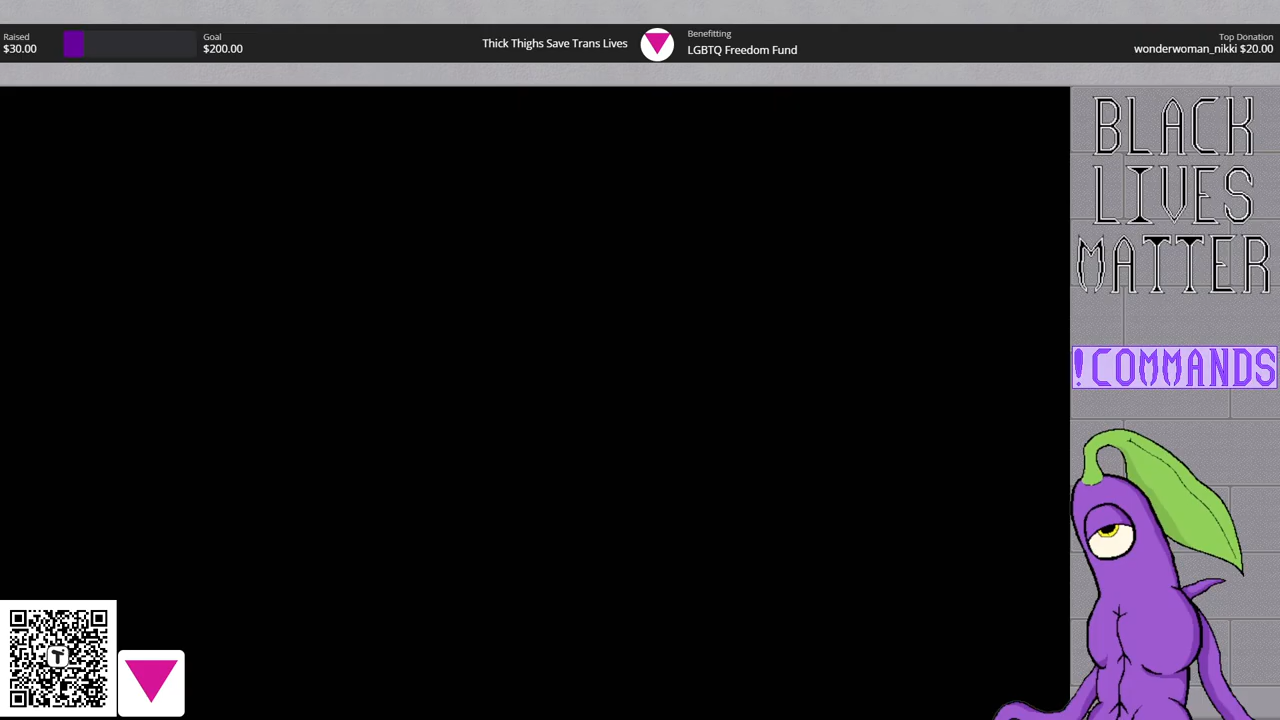 Raised
$30.00
Goal
$200.00
Thick Thighs Save Trans Lives
Benefitting
LGBTQ Freedom Fund
Top Donation
wonderwoman_nikki $20.00
BLACK
LIVES
MATTER
!COMMANDS
T